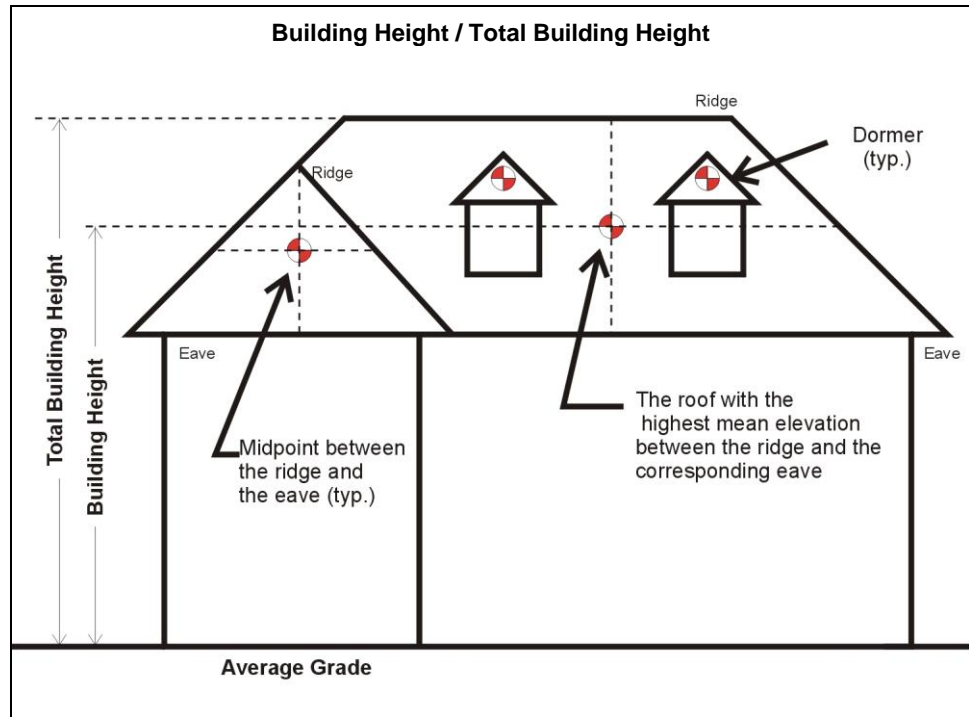 Building Height / Total Building Height
Ridge
Dormer
(typ.)
Ridge
Total Building Height
Building Height
Eave
Eave
Midpoint between
the ridge and
the eave (typ.)
The roof with the
highest mean elevation
between the ridge and the
corresponding eave
Average Grade